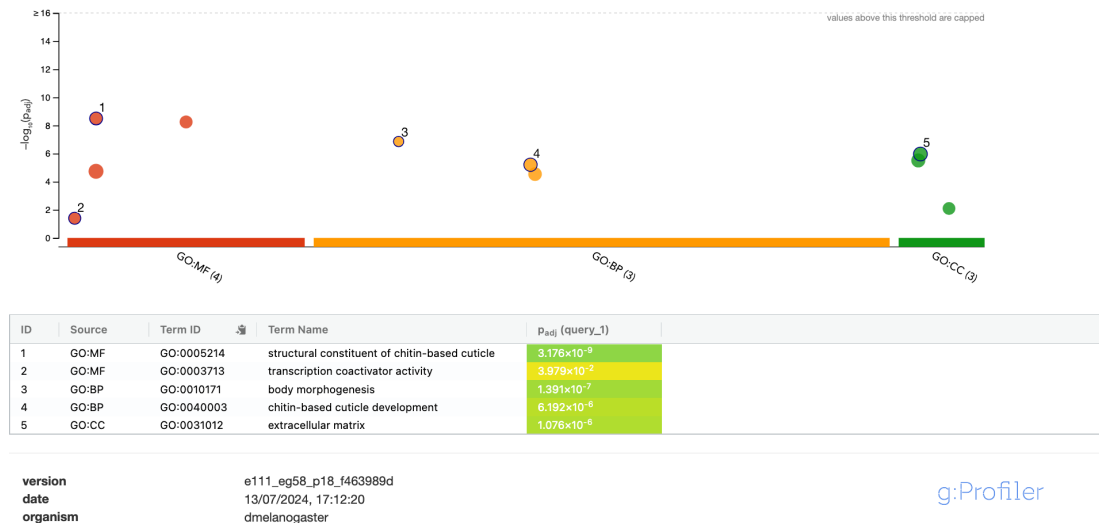 ≥16
values above this threshold are capped
14
12
10
8
6
4
2
0
−log₁₀(padj)
1
2
3
4
5
GO:MF (4)
GO:BP (3)
GO:CC (3)
ID Source Term ID Term Name padj (query_1)
1 GO:MF GO:0005214 structural constituent of chitin-based cuticle 3.176×10⁻⁹
2 GO:MF GO:0003713 transcription coactivator activity 3.979×10⁻²
3 GO:BP GO:0010171 body morphogenesis 1.391×10⁻⁷
4 GO:BP GO:0040003 chitin-based cuticle development 6.192×10⁻⁶
5 GO:CC GO:0031012 extracellular matrix 1.076×10⁻⁶
version e111_eg58_p18_f463989d
date 13/07/2024, 17:12:20
organism dmelanogaster
g:Profiler